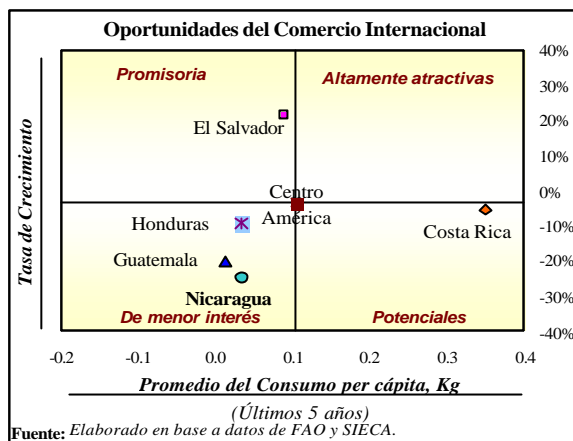 Oportunidades del Comercio Internacional
40%
Promisoria
Altamente atractivas
30%
20%
El Salvador
10%
Tasa de Crecimiento
Centro
0%
América
Honduras
Costa Rica
-10%
Guatemala
-20%
Nicaragua
-30%
De menor interés
Potenciales
-40%
-0.2 -0.1 0.0 0.1 0.2 0.3 0.4
Promedio del Consumo per cápita, Kg
(Últimos 5 años)
Fuente: Elaborado en base a datos de FAO y SIECA.